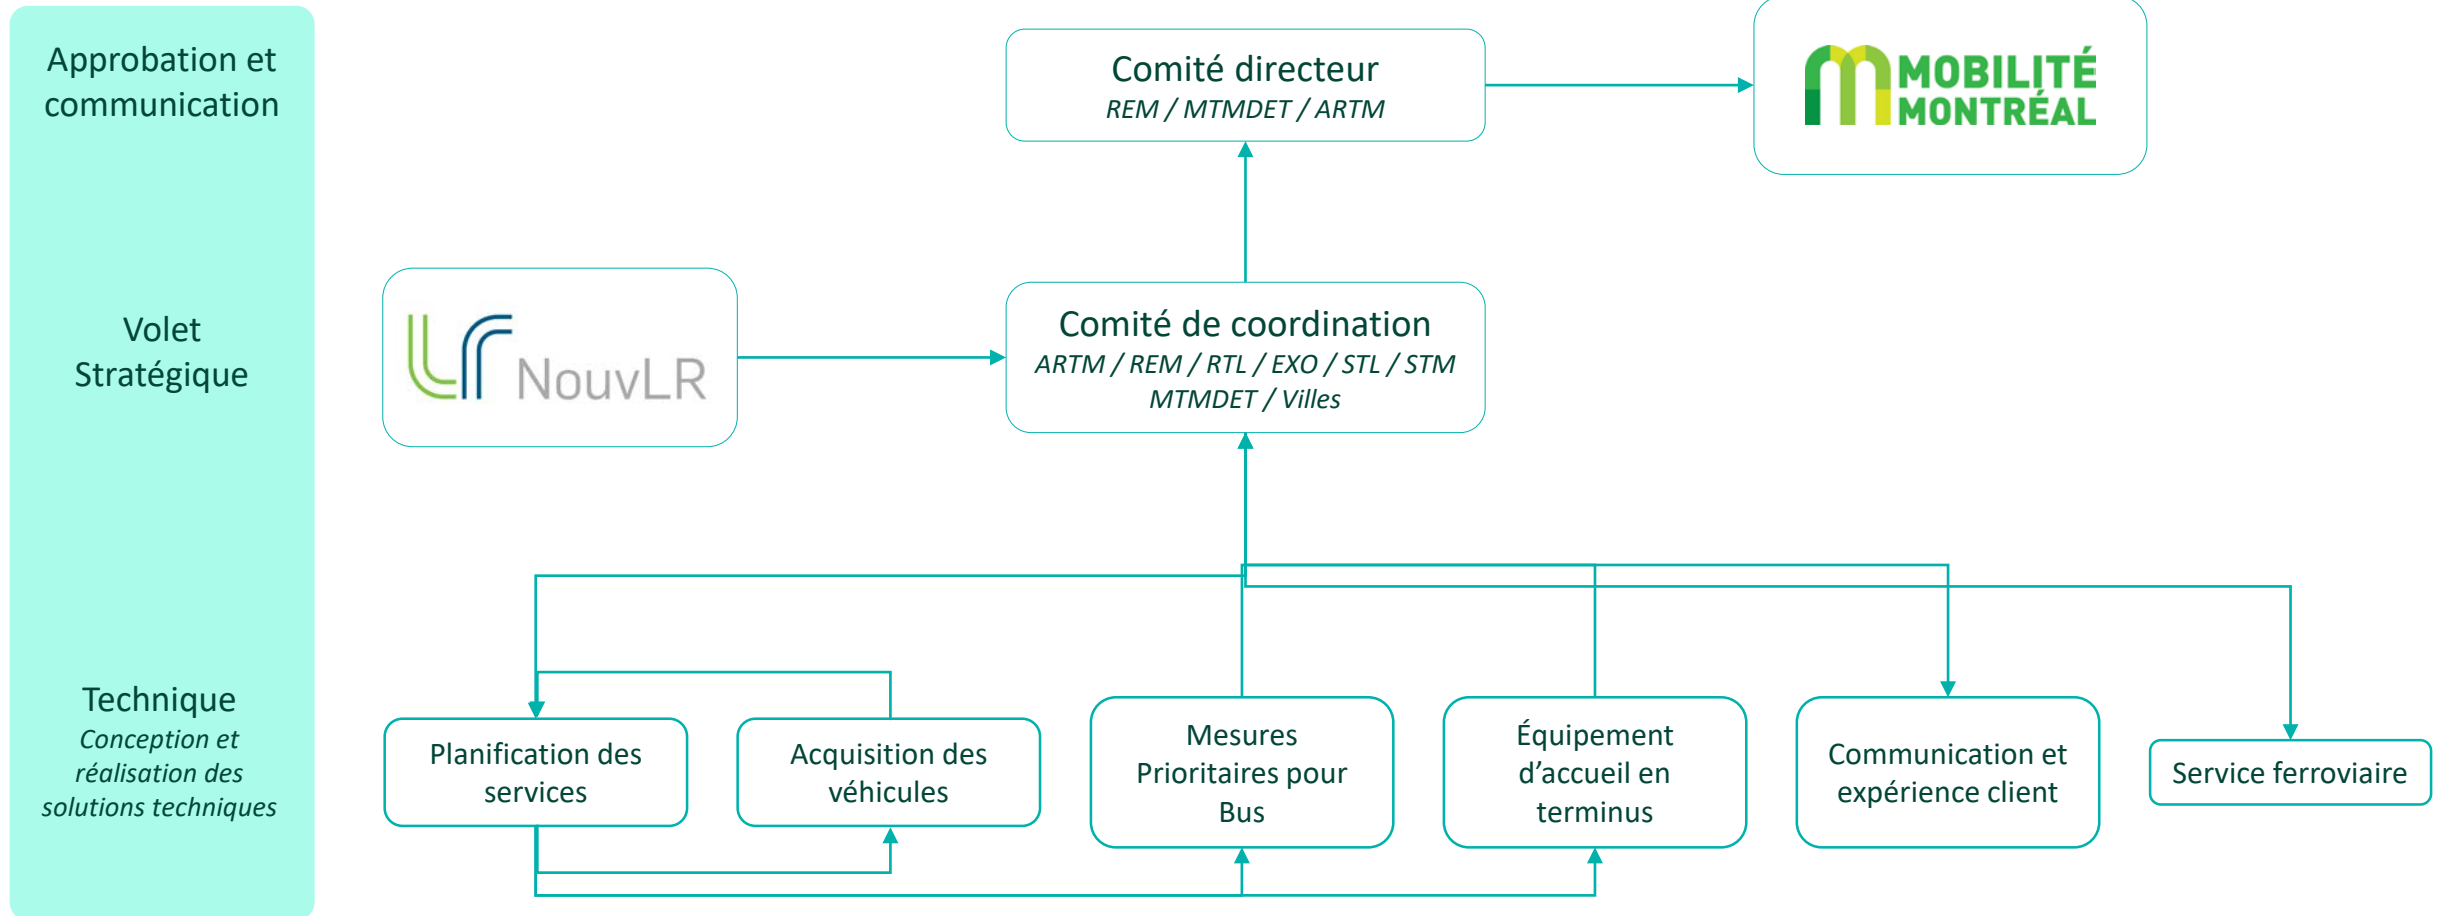 Approbation et
communication
Comité directeur
REM / MTMDET / ARTM
MOBILITÉ
MONTRÉAL
Volet
Stratégique
NouvLR
Comité de coordination
ARTM / REM / RTL / EXO / STL / STM
MTMDET / Villes
Technique
Conception et
réalisation des
solutions techniques
Planification des
services
Acquisition des
véhicules
Mesures
Prioritaires pour
Bus
Équipement
d’accueil en
terminus
Communication et
expérience client
Service ferroviaire